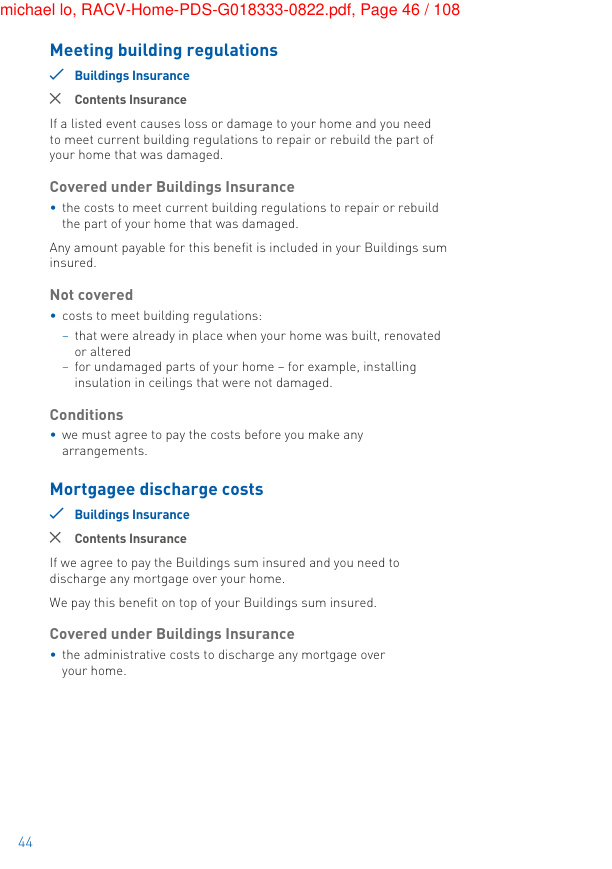 michael lo, RACV-Home-PDS-G018333-0822.pdf, Page 46 / 108
Meeting building regulations
Buildings Insurance
Contents Insurance
If a listed event causes loss or damage to your home and you need
to meet current building regulations to repair or rebuild the part of
your home that was damaged.
Covered under Buildings Insurance
• the costs to meet current building regulations to repair or rebuild
the part of your home that was damaged.
Any amount payable for this benefit is included in your Buildings sum
insured.
Not covered
• costs to meet building regulations:
– that were already in place when your home was built, renovated
or altered
– for undamaged parts of your home – for example, installing
insulation in ceilings that were not damaged.
Conditions
• we must agree to pay the costs before you make any
arrangements.
Mortgagee discharge costs
Buildings Insurance
Contents Insurance
If we agree to pay the Buildings sum insured and you need to
discharge any mortgage over your home.
We pay this benefit on top of your Buildings sum insured.
Covered under Buildings Insurance
• the administrative costs to discharge any mortgage over
your home.
44